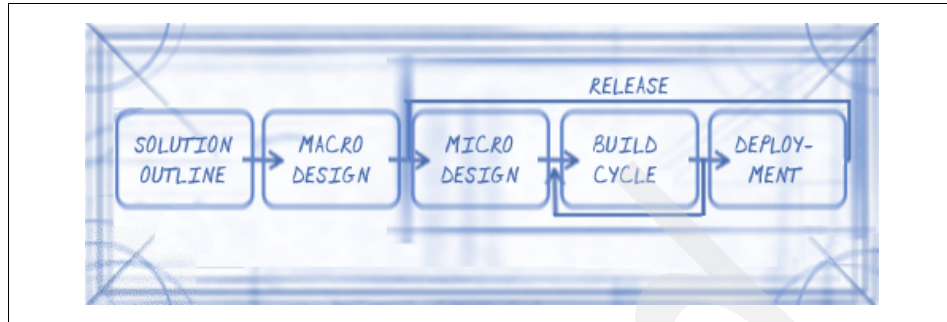 RELEASE
SOLUTION
OUTLINE
MACRO
DESIGN
MICRO
DESIGN
BUILD
CYCLE
DEPLOY-
MENT